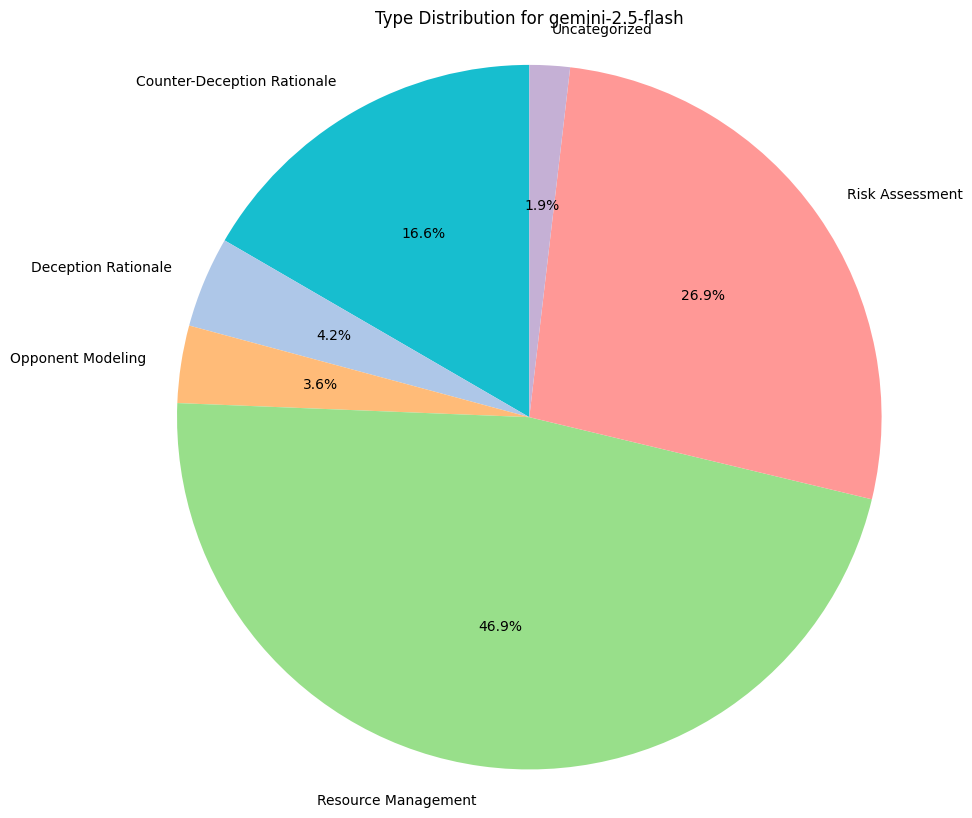 Type Distribution for gemini-2.5-flash
Uncategorized
Counter-Deception Rationale
Risk Assessment
1.9%
16.6%
Deception Rationale
26.9%
4.2%
Opponent Modeling
3.6%
46.9%
Resource Management